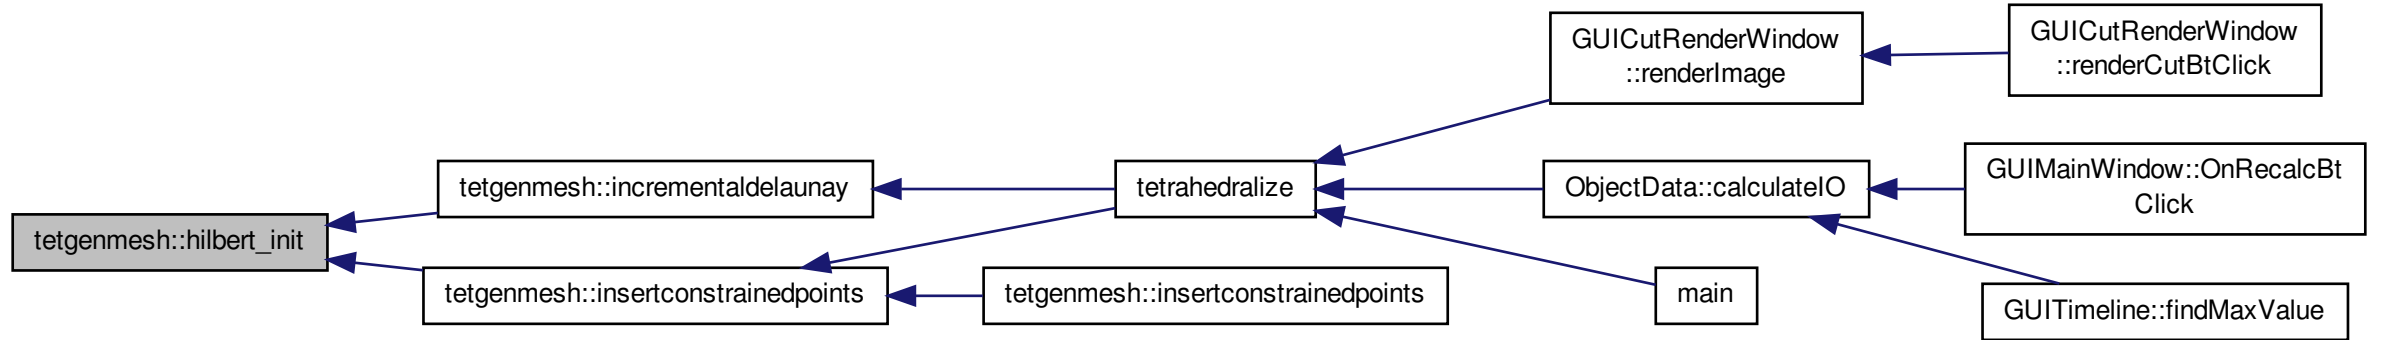 tetgenmesh::hilbert_init
tetgenmesh::incrementaldelaunay
tetgenmesh::insertconstrainedpoints
tetrahedralize
tetgenmesh::insertconstrainedpoints
GUICutRenderWindow
::renderImage
ObjectData::calculateIO
main
GUICutRenderWindow
::renderCutBtClick
GUIMainWindow::OnRecalcBt
Click
GUITimeline::findMaxValue